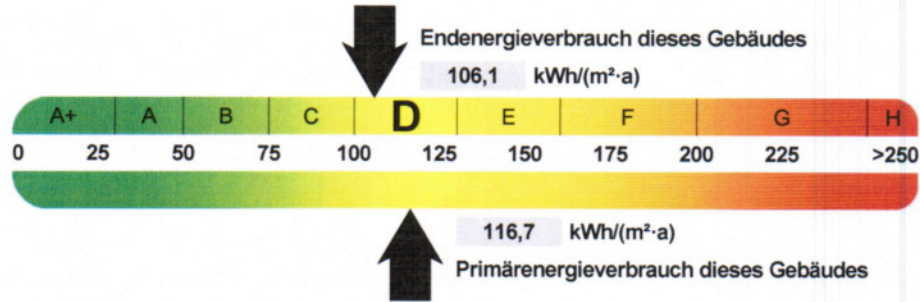 Endenergieverbrauch dieses Gebäudes
106,1 kWh/(m²·a)
A+ A B C D E F G H
0 25 50 75 100 125 150 175 200 225 >250
116,7 kWh/(m²·a)
Primärenergieverbrauch dieses Gebäudes